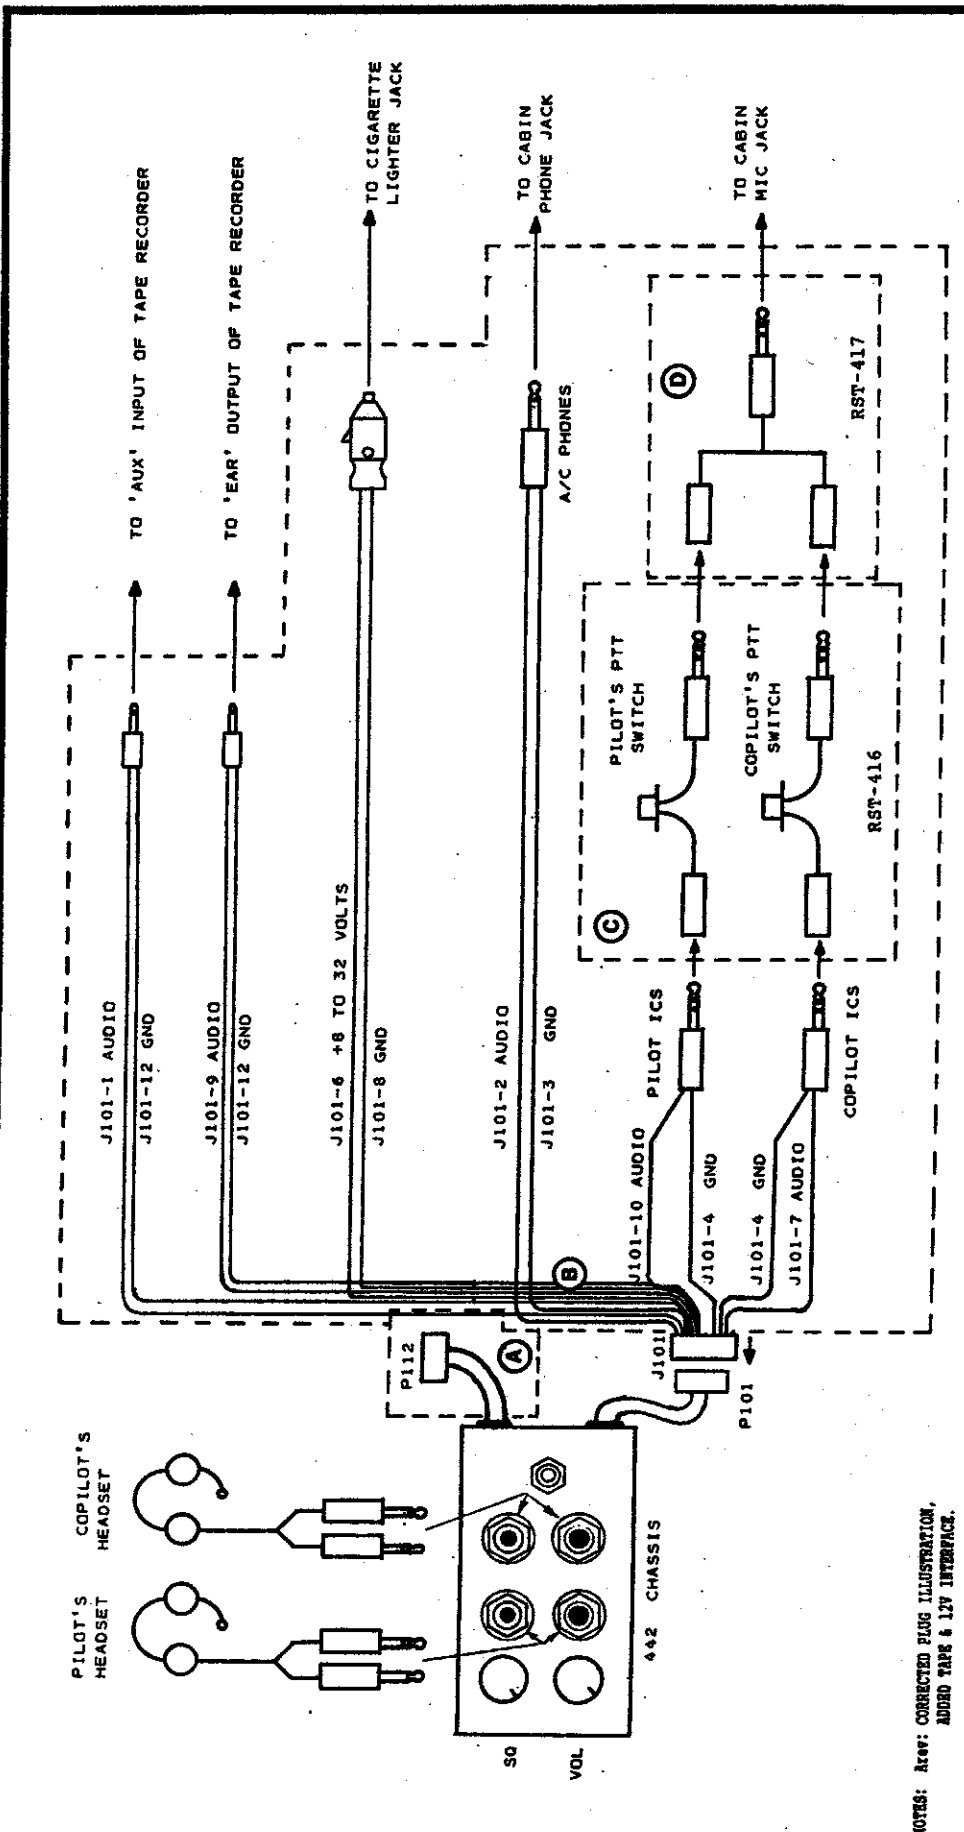 TO 'AUX' INPUT OF TAPE RECORDER
TO 'EAR' OUTPUT OF TAPE RECORDER
TO CIGARETTE
LIGHTER JACK
TO CABIN
PHONE JACK
TO CABIN
MIC JACK
J101-1 AUDIO
J101-12 GND
J101-9 AUDIO
J101-12 GND
J101-6 +8 TO 32 VOLTS
J101-8 GND
J101-2 AUDIO
J101-3 GND
A/C PHONES
J101-10 AUDIO
J101-4 GND
J101-4 GND
J101-7 AUDIO
PILOT ICS
COPILOT ICS
C
PILOT'S PTT
SWITCH
COPILOT'S PTT
SWITCH
RST-416
D
RST-417
B
A
P112
J101
P101
COPILOT'S
HEADSET
PILOT'S
HEADSET
SQ
VOL
442 CHASSIS
NOTES: Arev: CORRECTED PLUG ILLUSTRATION,
ADDED TAPE & 12V INTERFACE.